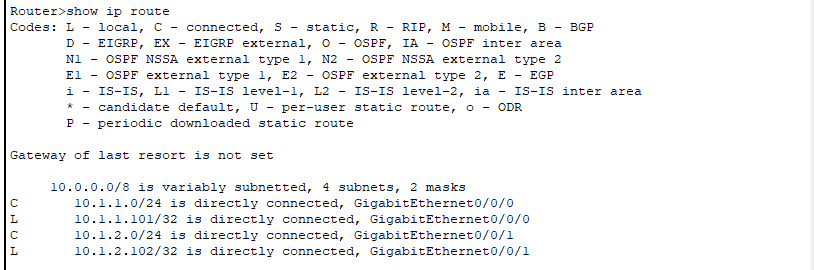 Router>show ip route
Codes: L - local, C - connected, S - static, R - RIP, M - mobile, B - BGP
D - EIGRP, EX - EIGRP external, O - OSPF, IA - OSPF inter area
N1 - OSPF NSSA external type 1, N2 - OSPF NSSA external type 2
E1 - OSPF external type 1, E2 - OSPF external type 2, E - EGP
i - IS-IS, L1 - IS-IS level-1, L2 - IS-IS level-2, ia - IS-IS inter area
* - candidate default, U - per-user static route, o - ODR
P - periodic downloaded static route
Gateway of last resort is not set
10.0.0.0/8 is variably subnetted, 4 subnets, 2 masks
C 10.1.1.0/24 is directly connected, GigabitEthernet0/0/0
L 10.1.1.101/32 is directly connected, GigabitEthernet0/0/0
C 10.1.2.0/24 is directly connected, GigabitEthernet0/0/1
L 10.1.2.102/32 is directly connected, GigabitEthernet0/0/1